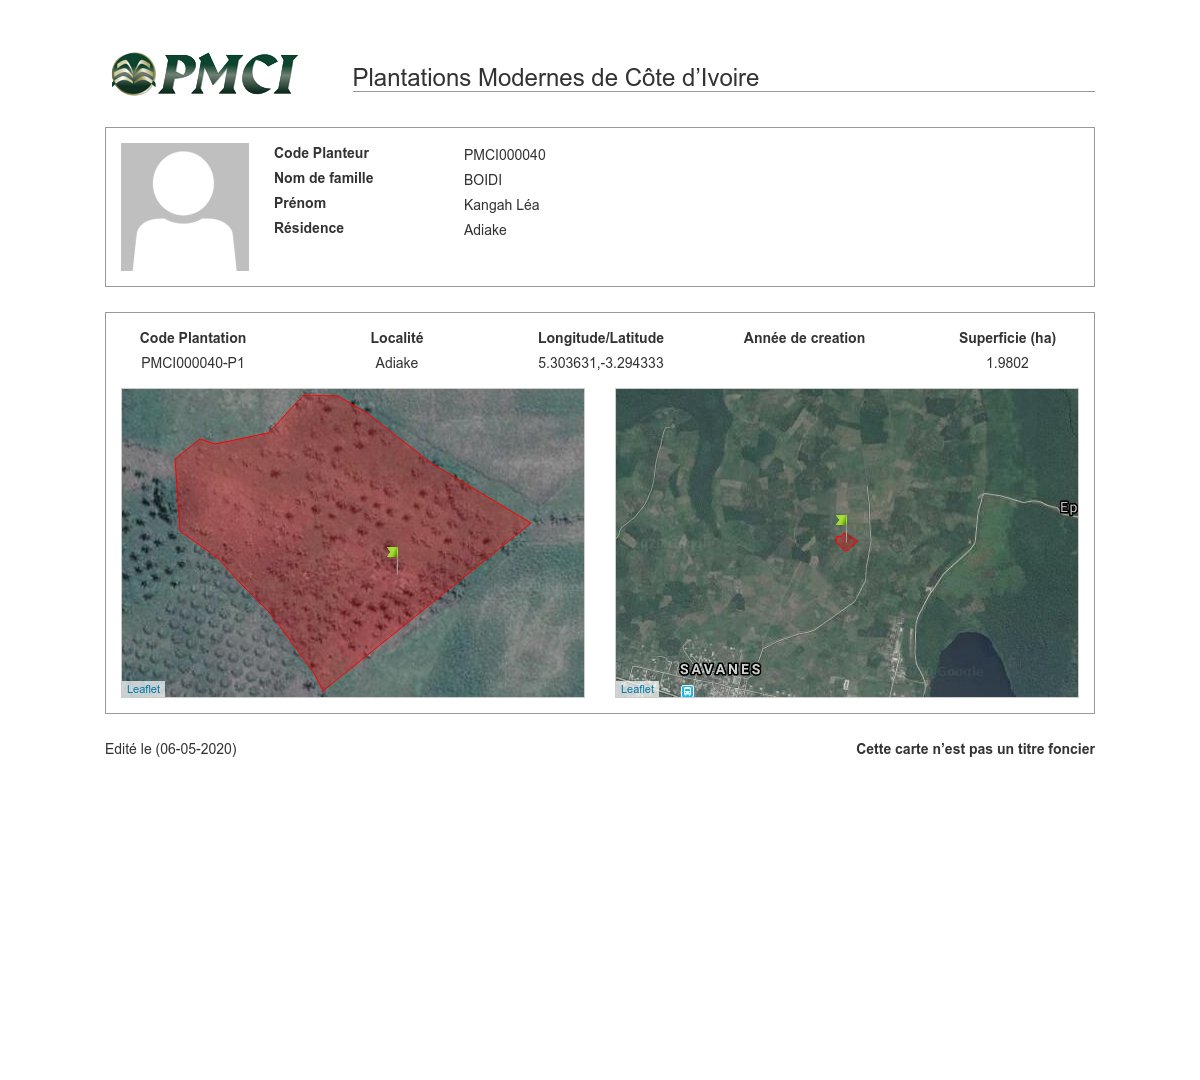 PMCI
Plantations Modernes de Côte d’Ivoire
Code Planteur PMCI000040
Nom de famille BOIDI
Prénom Kangah Léa
Résidence Adiake
Code Plantation Localité Longitude/Latitude Année de creation Superficie (ha)
PMCI000040-P1 Adiake 5.303631,-3.294333 1.9802
Ep
SAVANES
Google
Leaflet Leaflet
Edité le (06-05-2020) Cette carte n’est pas un titre foncier